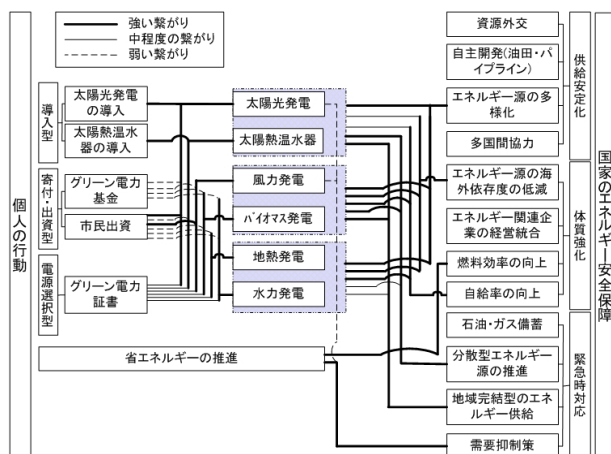 強い繋がり
中程度の繋がり
弱い繋がり
個人の行動
導入型
太陽光発電
の導入
太陽熱温水
器の導入
寄付・出資型
グリーン電力
基金
市民出資
電源選択型
グリーン電力
証書
省エネルギーの推進
太陽光発電
太陽熱温水器
風力発電
バイオマス発電
地熱発電
水力発電
資源外交
自主開発(油田・パ
イプライン)
エネルギー源の多
様化
多国間協力
供給安定化
エネルギー源の海
外依存度の低減
エネルギー関連企
業の経営統合
燃料効率の向上
自給率の向上
体質強化
石油・ガス備蓄
分散型エネルギー
源の推進
地域完結型のエネ
ルギー供給
需要抑制策
緊急時対応
国家のエネルギー安全保障